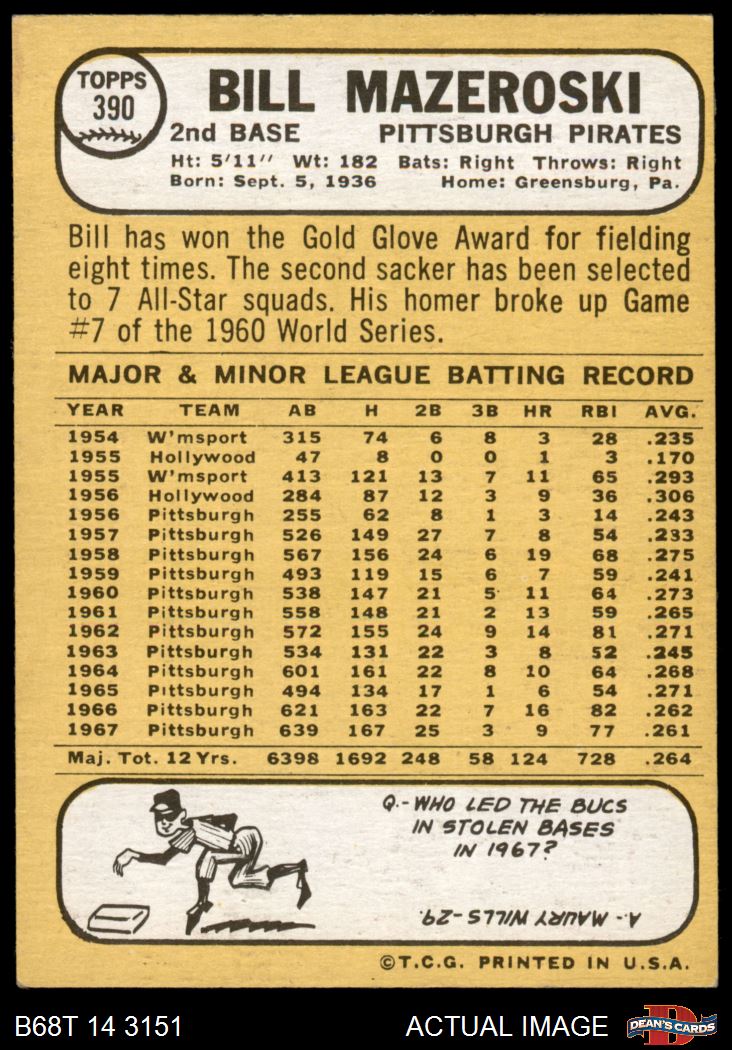 TOPPS
390
BILL MAZEROSKI
2nd BASE PITTSBURGH PIRATES
Ht: 5'11" Wt: 182 Bats: Right Throws: Right
Born: Sept. 5, 1936 Home: Greensburg, Pa.
Bill has won the Gold Glove Award for fielding
eight times. The second sacker has been selected
to 7 All-Star squads. His homer broke up Game
#7 of the 1960 World Series.
MAJOR & MINOR LEAGUE BATTING RECORD
YEAR TEAM AB H 2B 3B HR RBI AVG.
1954 W'msport 315 74 6 8 3 28 .235
1955 Hollywood 47 8 0 0 1 3 .170
1955 W'msport 413 121 13 7 11 65 .293
1956 Hollywood 284 87 12 3 9 36 .306
1956 Pittsburgh 255 62 8 1 3 14 .243
1957 Pittsburgh 526 149 27 7 8 54 .233
1958 Pittsburgh 567 156 24 6 19 68 .275
1959 Pittsburgh 493 119 15 6 7 59 .241
1960 Pittsburgh 538 147 21 5 11 64 .273
1961 Pittsburgh 558 148 21 2 13 59 .265
1962 Pittsburgh 572 155 24 9 14 81 .271
1963 Pittsburgh 534 131 22 3 8 52 .245
1964 Pittsburgh 601 161 22 8 10 64 .268
1965 Pittsburgh 494 134 17 1 6 54 .271
1966 Pittsburgh 621 163 22 7 16 82 .262
1967 Pittsburgh 639 167 25 3 9 77 .261
Maj. Tot. 12 Yrs. 6398 1692 248 58 124 728 .264
Q.-WHO LED THE BUCS
IN STOLEN BASES
IN 1967?
A.-MAURY WILLS-29.
©T.C.G. PRINTED IN U.S.A.
B68T 14 3151 ACTUAL IMAGE
D
DEAN'S CARDS